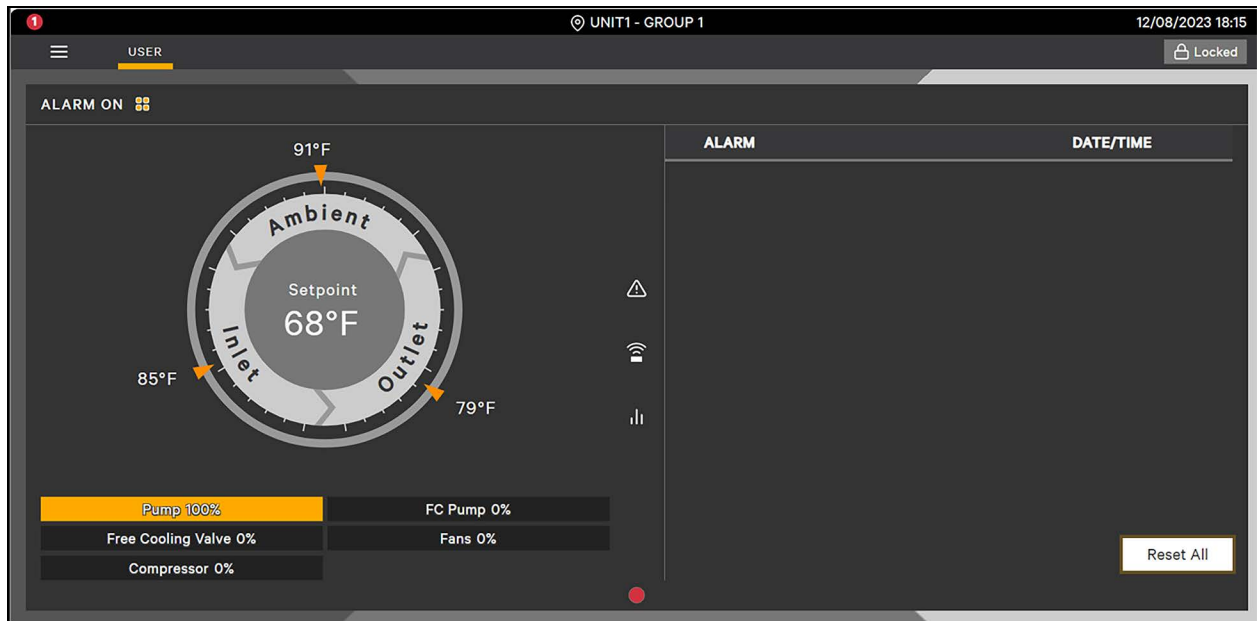 1
UNIT1 - GROUP 1
12/08/2023 18:15
USER
Locked
ALARM ON
91°F
Ambient
Setpoint
68°F
Inlet
Outlet
85°F
79°F
Pump 100%
FC Pump 0%
Free Cooling Valve 0%
Fans 0%
Compressor 0%
ALARM
DATE/TIME
Reset All